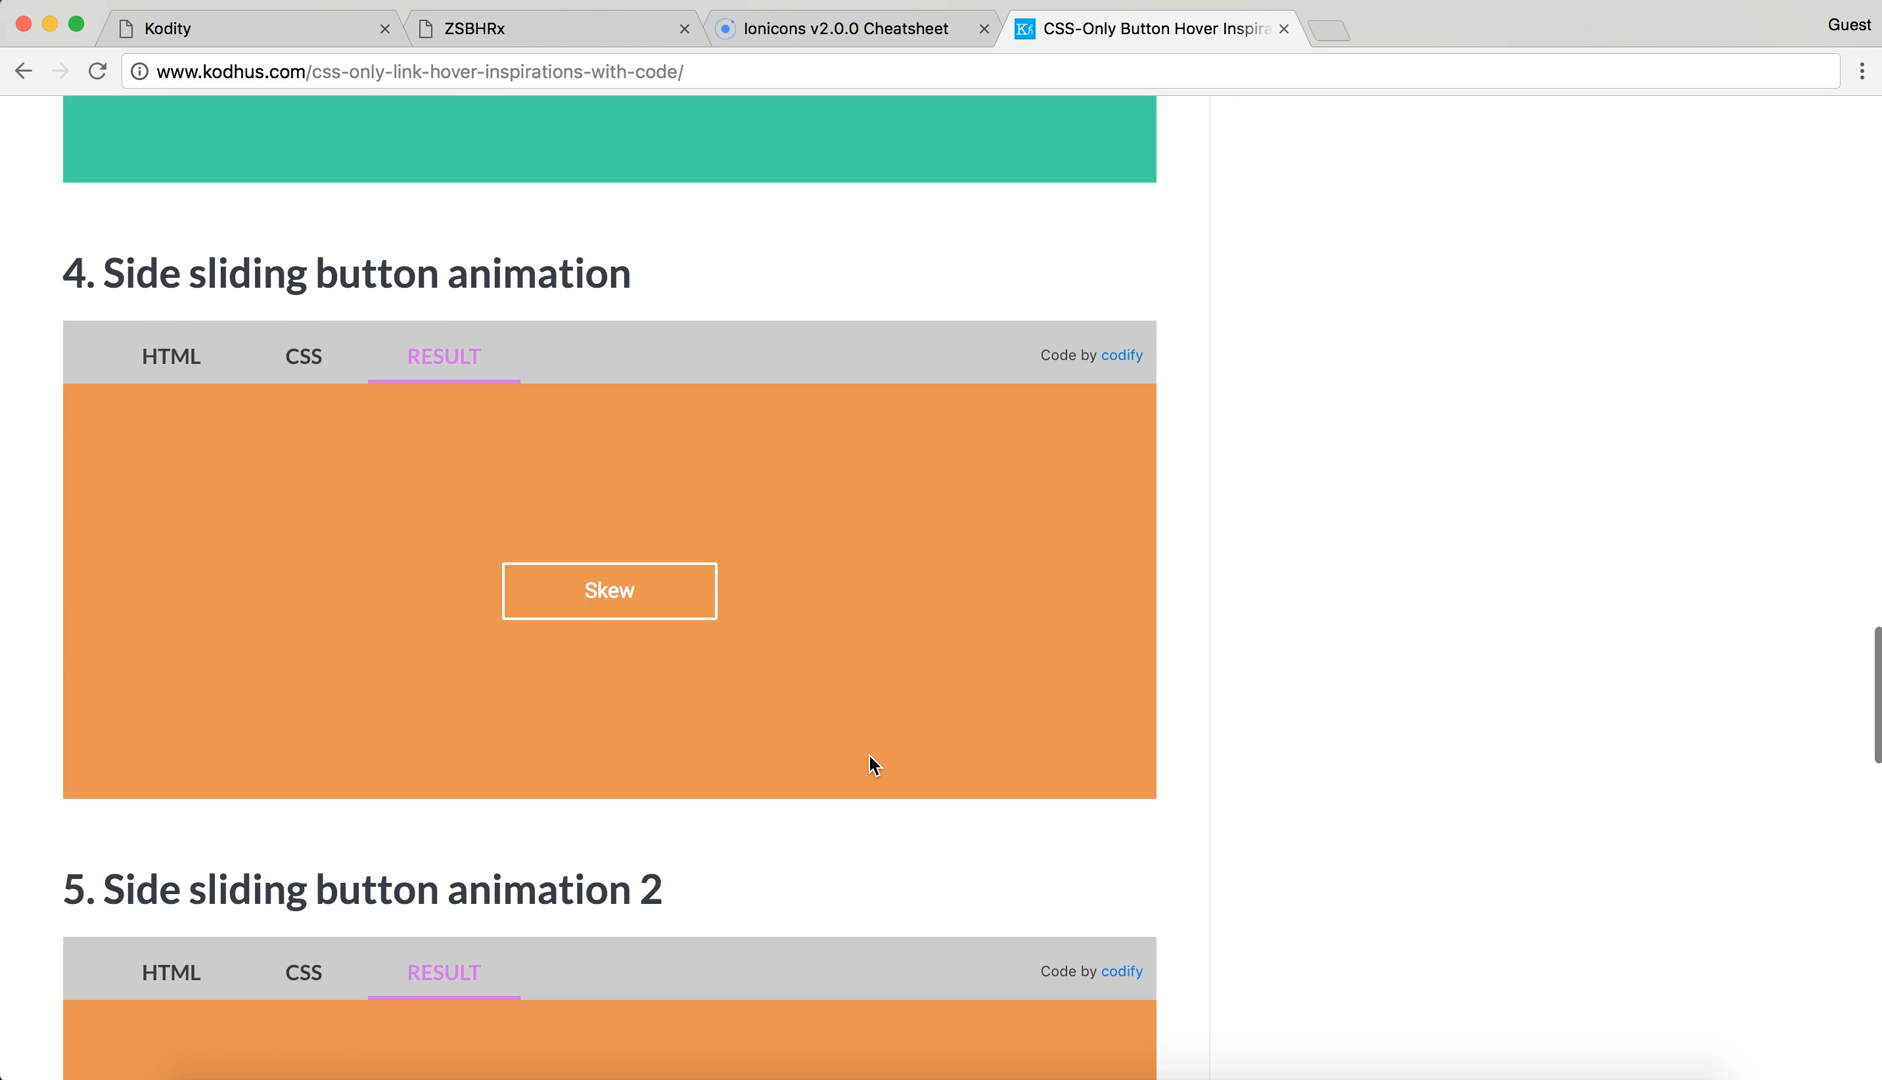 Kodity
ZSBHRx
Ionicons v2.0.0 Cheatsheet
CSS-Only Button Hover Inspira
Guest
www.kodhus.com/css-only-link-hover-inspirations-with-code/
4. Side sliding button animation
HTML CSS RESULT Code by codify
Skew
5. Side sliding button animation 2
HTML CSS RESULT Code by codify